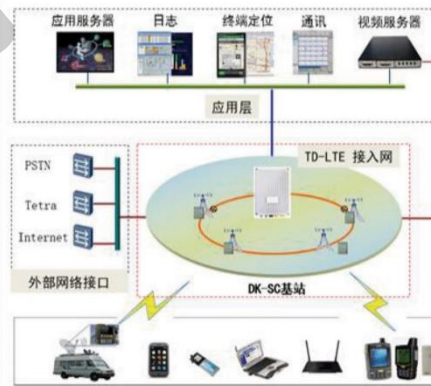 应用服务器 日志 终端定位 通讯 视频服务器
应用层
TD-LTE 接入网
PSTN
Tetra
Internet
外部网络接口
DK-SC基站